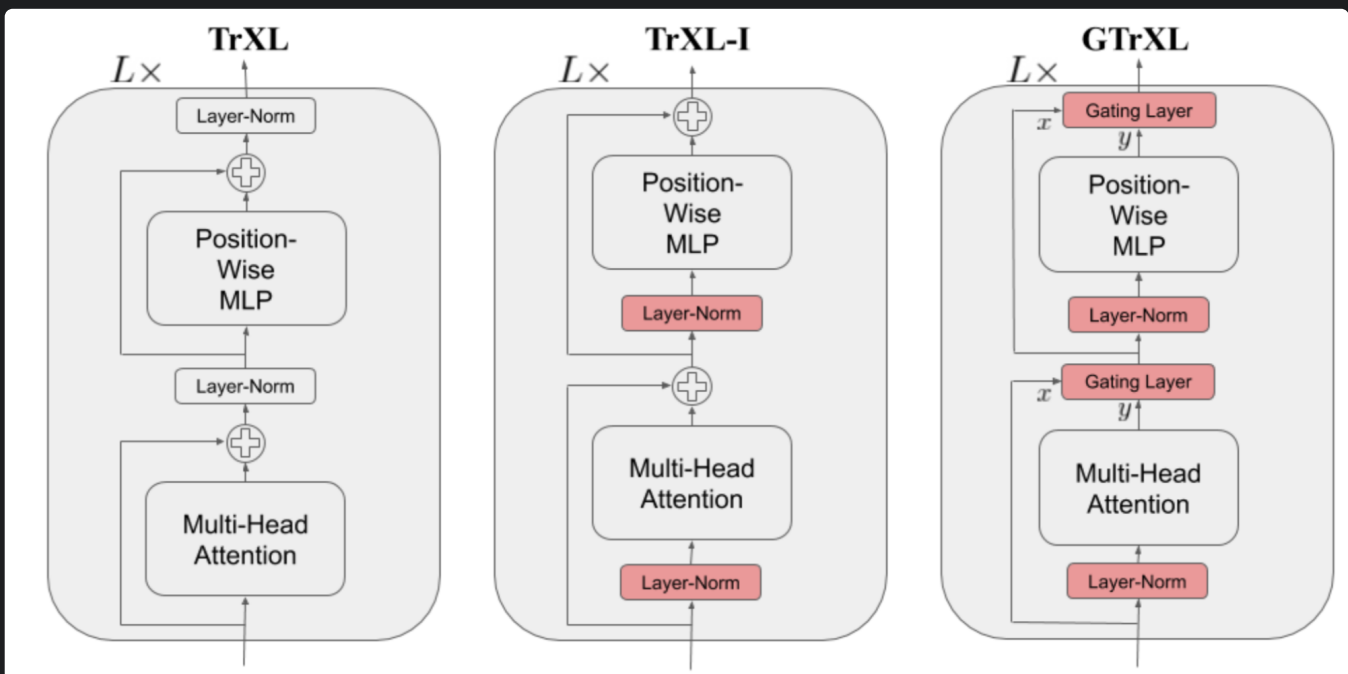 TrXL
L×
Layer-Norm
Position-
Wise
MLP
Layer-Norm
Multi-Head
Attention
TrXL-I
L×
Position-
Wise
MLP
Layer-Norm
Multi-Head
Attention
Layer-Norm
GTrXL
L×
Gating Layer
x
y
Position-
Wise
MLP
Layer-Norm
Gating Layer
x
y
Multi-Head
Attention
Layer-Norm